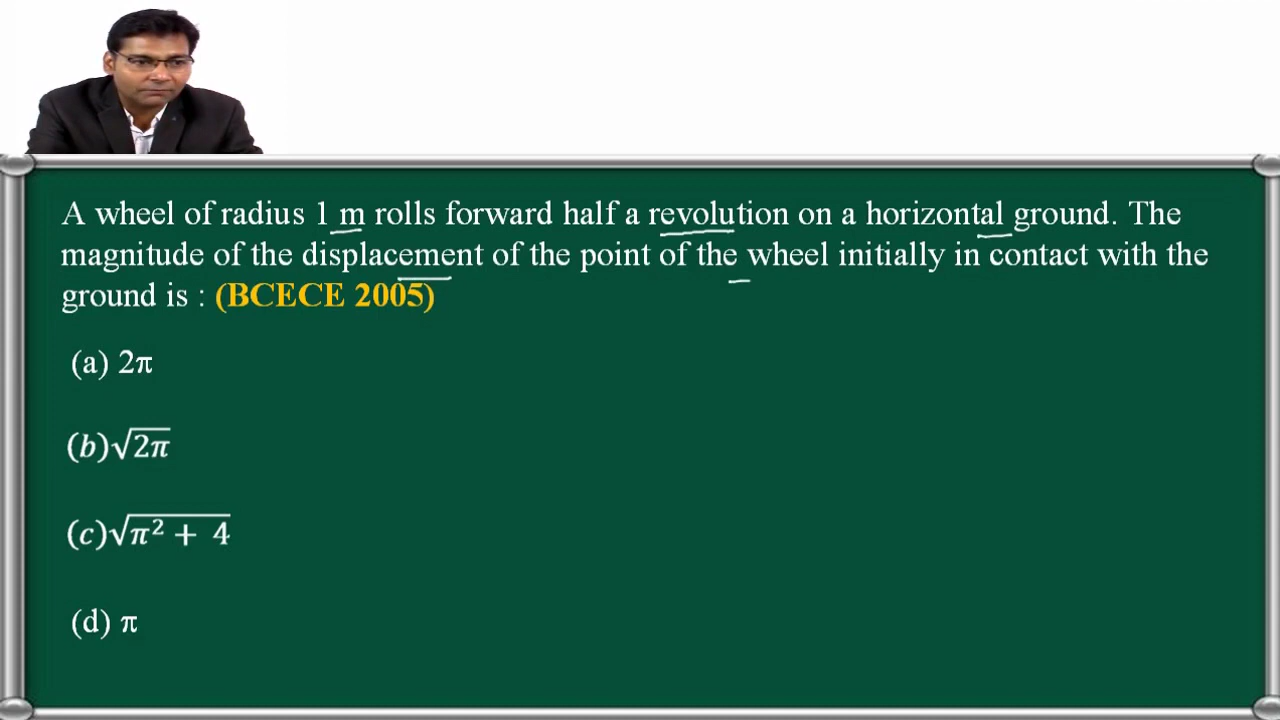 A wheel of radius 1 m rolls forward half a revolution on a horizontal ground. The
magnitude of the displacement of the point of the wheel initially in contact with the
ground is : (BCECE 2005)
(a) 2π
(b)√2π
(c)√π² + 4
(d) π